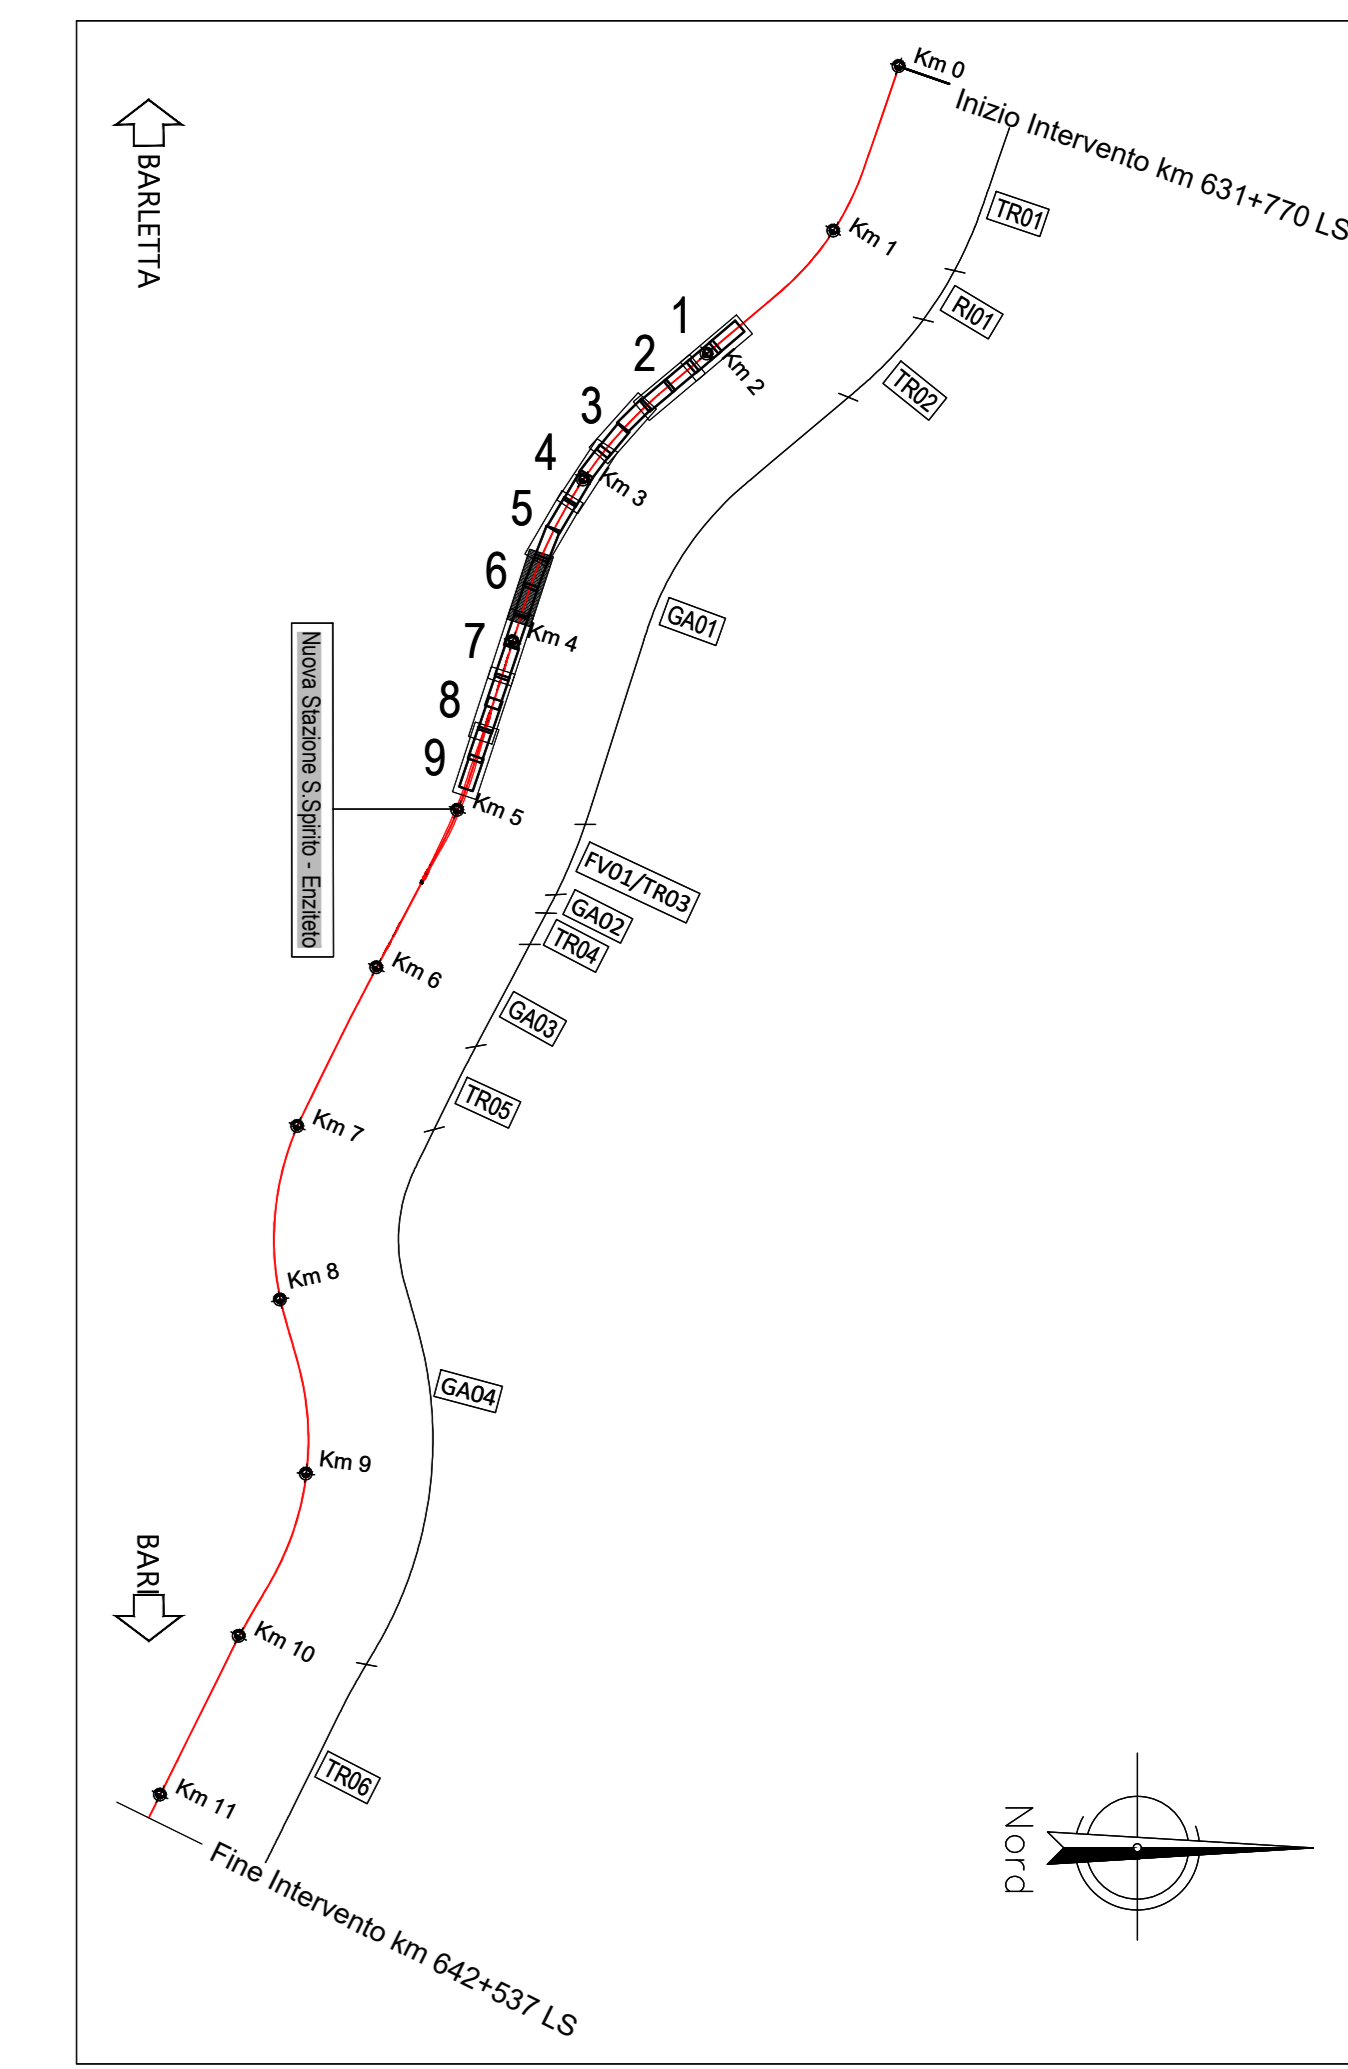 Km 0
Inizio Intervento km 631+770 LS
BARLETTA
TR01
Km 1
RI01
1
Km 2
2
TR02
3
4
Km 3
5
6
GA01
Km 4
7
8
9
Nuova Stazione S.Spirito - Enziteto
Km 5
FV01/TR03
GA02
TR04
Km 6
GA03
TR05
Km 7
Km 8
GA04
Km 9
BARI
Km 10
TR06
Km 11
Fine Intervento km 642+537 LS
Nord